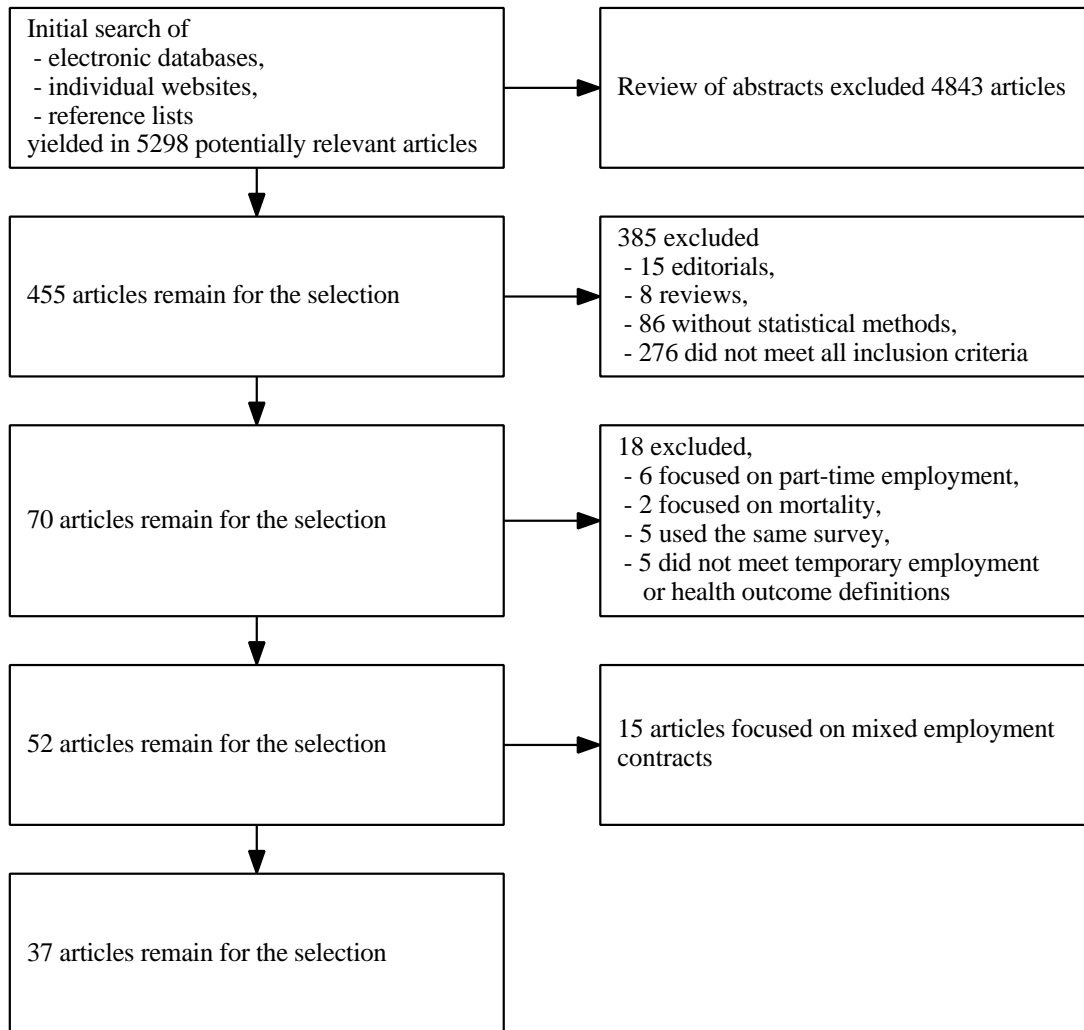 Initial search of
- electronic databases,
- individual websites,
- reference lists
yielded in 5298 potentially relevant articles
Review of abstracts excluded 4843 articles
455 articles remain for the selection
385 excluded
- 15 editorials,
- 8 reviews,
- 86 without statistical methods,
- 276 did not meet all inclusion criteria
70 articles remain for the selection
18 excluded,
- 6 focused on part-time employment,
- 2 focused on mortality,
- 5 used the same survey,
- 5 did not meet temporary employment
or health outcome definitions
52 articles remain for the selection
15 articles focused on mixed employment
contracts
37 articles remain for the selection